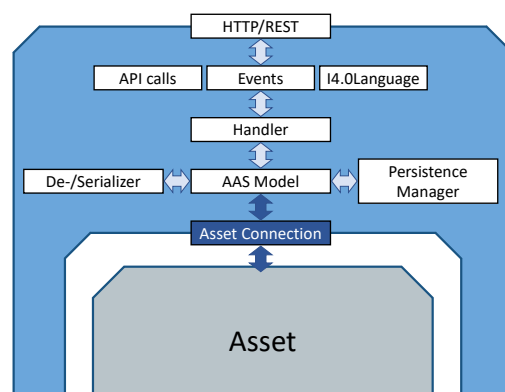 HTTP/REST
API calls
Events
I4.0Language
Handler
De-/Serializer
AAS Model
Persistence
Manager
Asset Connection
Asset